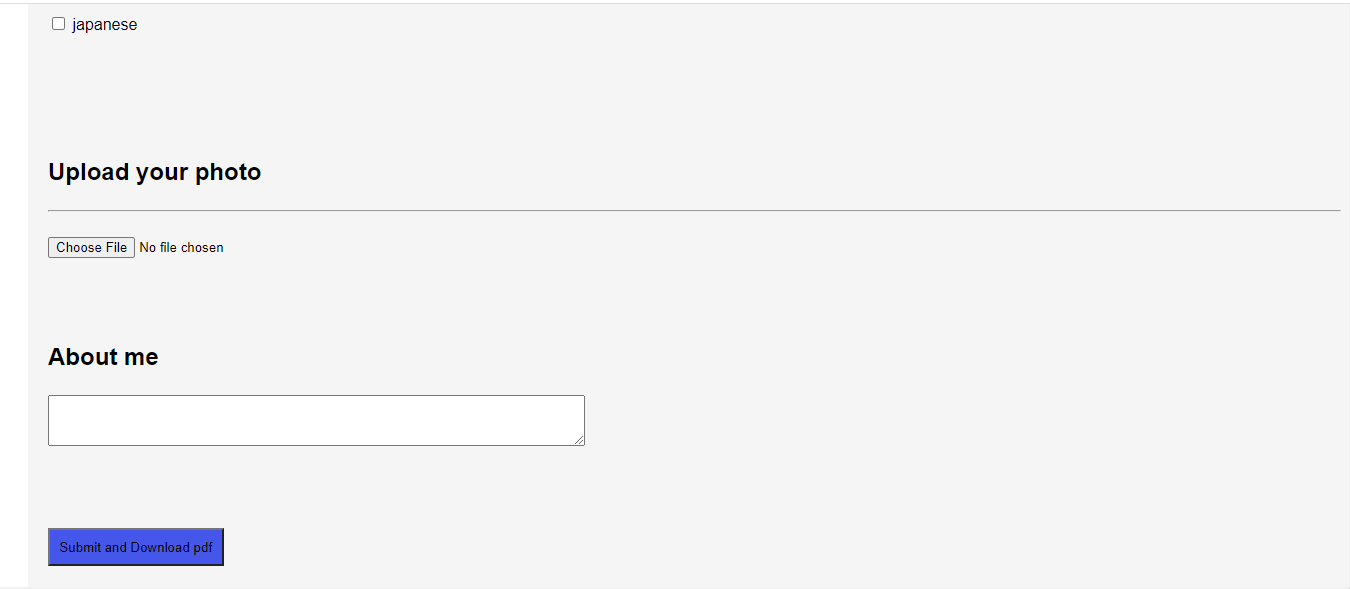 japanese
Upload your photo
Choose File No file chosen
About me
Submit and Download pdf